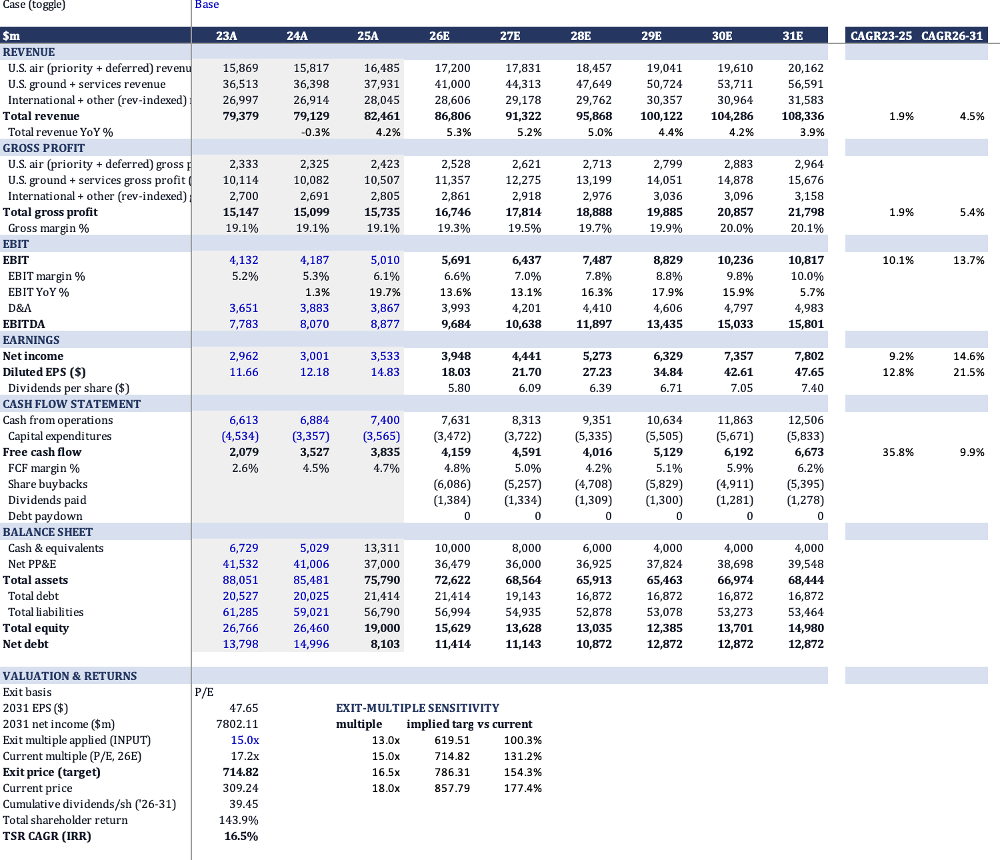 Case (toggle) Base
$m 23A 24A 25A 26E 27E 28E 29E 30E 31E CAGR23-25 CAGR26-31
REVENUE
U.S. air (priority + deferred) revenu 15,869 15,817 16,485 17,200 17,831 18,457 19,041 19,610 20,162
U.S. ground + services revenue 36,513 36,398 37,931 41,000 44,313 47,649 50,724 53,711 56,591
International + other (rev-indexed) 26,997 26,914 28,045 28,606 29,178 29,762 30,357 30,964 31,583
Total revenue 79,379 79,129 82,461 86,806 91,322 95,868 100,122 104,286 108,336 1.9% 4.5%
Total revenue YoY % -0.3% 4.2% 5.3% 5.2% 5.0% 4.4% 4.2% 3.9%
GROSS PROFIT
U.S. air (priority + deferred) gross p 2,333 2,325 2,423 2,528 2,621 2,713 2,799 2,883 2,964
U.S. ground + services gross profit ( 10,114 10,082 10,507 11,357 12,275 13,199 14,051 14,878 15,676
International + other (rev-indexed) 2,700 2,691 2,805 2,861 2,918 2,976 3,036 3,096 3,158
Total gross profit 15,147 15,099 15,735 16,746 17,814 18,888 19,885 20,857 21,798 1.9% 5.4%
Gross margin % 19.1% 19.1% 19.1% 19.3% 19.5% 19.7% 19.9% 20.0% 20.1%
EBIT
EBIT 4,132 4,187 5,010 5,691 6,437 7,487 8,829 10,236 10,817 10.1% 13.7%
EBIT margin % 5.2% 5.3% 6.1% 6.6% 7.0% 7.8% 8.8% 9.8% 10.0%
EBIT YoY % 1.3% 19.7% 13.6% 13.1% 16.3% 17.9% 15.9% 5.7%
D&A 3,651 3,883 3,867 3,993 4,201 4,410 4,606 4,797 4,983
EBITDA 7,783 8,070 8,877 9,684 10,638 11,897 13,435 15,033 15,801
EARNINGS
Net income 2,962 3,001 3,533 3,948 4,441 5,273 6,329 7,357 7,802 9.2% 14.6%
Diluted EPS ($) 11.66 12.18 14.83 18.03 21.70 27.23 34.84 42.61 47.65 12.8% 21.5%
Dividends per share ($) 5.80 6.09 6.39 6.71 7.05 7.40
CASH FLOW STATEMENT
Cash from operations 6,613 6,884 7,400 7,631 8,313 9,351 10,634 11,863 12,506
Capital expenditures (4,534) (3,357) (3,565) (3,472) (3,722) (5,335) (5,505) (5,671) (5,833)
Free cash flow 2,079 3,527 3,835 4,159 4,591 4,016 5,129 6,192 6,673 35.8% 9.9%
FCF margin % 2.6% 4.5% 4.7% 4.8% 5.0% 4.2% 5.1% 5.9% 6.2%
Share buybacks (6,086) (5,257) (4,708) (5,829) (4,911) (5,395)
Dividends paid (1,384) (1,334) (1,309) (1,300) (1,281) (1,278)
Debt paydown 0 0 0 0 0 0
BALANCE SHEET
Cash & equivalents 6,729 5,029 13,311 10,000 8,000 6,000 4,000 4,000 4,000
Net PP&E 41,532 41,006 37,000 36,479 36,000 36,925 37,824 38,698 39,548
Total assets 88,051 85,481 75,790 72,622 68,564 65,913 65,463 66,974 68,444
Total debt 20,527 20,025 21,414 21,414 19,143 16,872 16,872 16,872 16,872
Total liabilities 61,285 59,021 56,790 56,994 54,935 52,878 53,078 53,273 53,464
Total equity 26,766 26,460 19,000 15,629 13,628 13,035 12,385 13,701 14,980
Net debt 13,798 14,996 8,103 11,414 11,143 10,872 12,872 12,872 12,872
VALUATION & RETURNS
Exit basis P/E
2031 EPS ($) 47.65 EXIT-MULTIPLE SENSITIVITY
2031 net income ($m) 7802.11 multiple implied targ vs current
Exit multiple applied (INPUT) 15.0x 13.0x 619.51 100.3%
Current multiple (P/E, 26E) 17.2x 15.0x 714.82 131.2%
Exit price (target) 714.82 16.5x 786.31 154.3%
Current price 309.24 18.0x 857.79 177.4%
Cumulative dividends/sh ('26-31) 39.45
Total shareholder return 143.9%
TSR CAGR (IRR) 16.5%